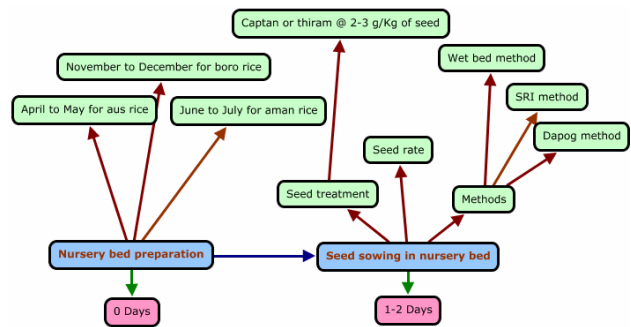 Captan or thiram @ 2-3 g/Kg of seed
November to December for boro rice
Wet bed method
April to May for aus rice
June to July for aman rice
SRI method
Dapog method
Seed rate
Seed treatment
Methods
Nursery bed preparation
Seed sowing in nursery bed
0 Days
1-2 Days